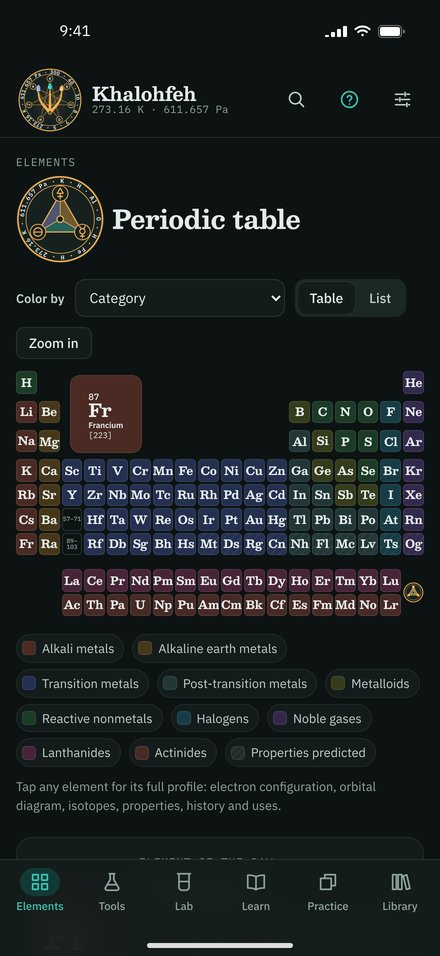 9:41
Khalohfeh
273.16 K · 611.657 Pa
ELEMENTS
Periodic table
Color by
Category
Table
List
Zoom in
H He
87
Fr
Francium
[223]
Li Be B C N O F Ne
Na Mg Al Si P S Cl Ar
K Ca Sc Ti V Cr Mn Fe Co Ni Cu Zn Ga Ge As Se Br Kr
Rb Sr Y Zr Nb Mo Tc Ru Rh Pd Ag Cd In Sn Sb Te I Xe
Cs Ba 57–71 Hf Ta W Re Os Ir Pt Au Hg Tl Pb Bi Po At Rn
Fr Ra 89–103 Rf Db Sg Bh Hs Mt Ds Rg Cn Nh Fl Mc Lv Ts Og
La Ce Pr Nd Pm Sm Eu Gd Tb Dy Ho Er Tm Yb Lu
Ac Th Pa U Np Pu Am Cm Bk Cf Es Fm Md No Lr
Alkali metals
Alkaline earth metals
Transition metals
Post-transition metals
Metalloids
Reactive nonmetals
Halogens
Noble gases
Lanthanides
Actinides
Properties predicted
Tap any element for its full profile: electron configuration, orbital
diagram, isotopes, properties, history and uses.
Elements
Tools
Lab
Learn
Practice
Library